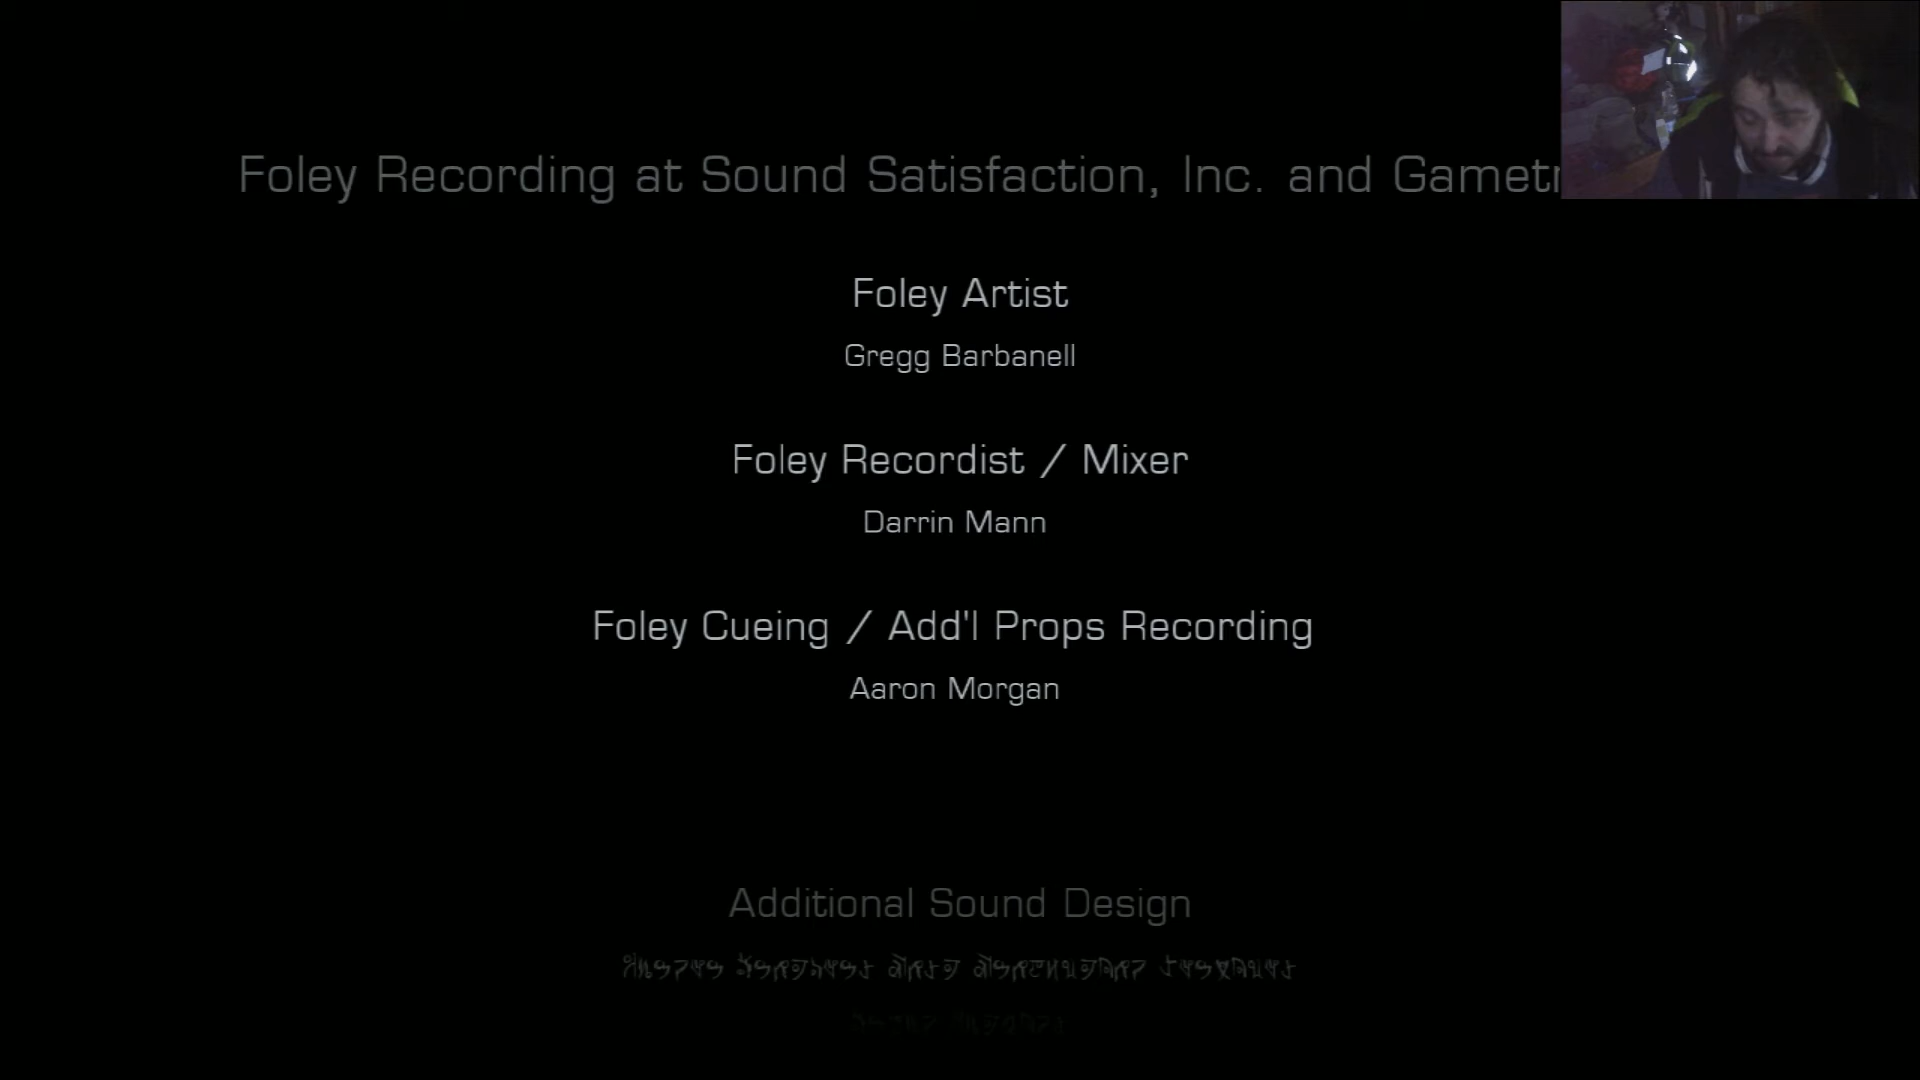 Foley Recording at Sound Satisfaction, Inc. and Gametr
Foley Artist
Gregg Barbanell
Foley Recordist / Mixer
Darrin Mann
Foley Cueing / Add'l Props Recording
Aaron Morgan
Additional Sound Design